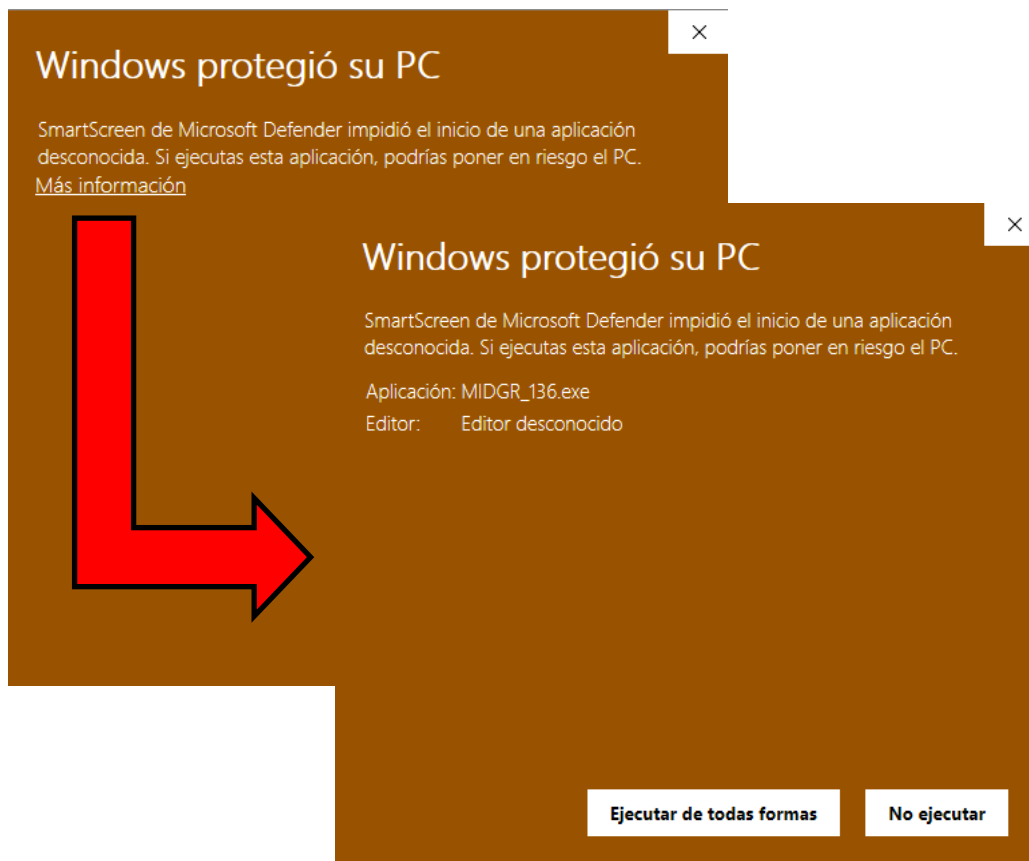 Windows protegió su PC
SmartScreen de Microsoft Defender impidió el inicio de una aplicación
desconocida. Si ejecutas esta aplicación, podrías poner en riesgo el PC.
Más información
Windows protegió su PC
SmartScreen de Microsoft Defender impidió el inicio de una aplicación
desconocida. Si ejecutas esta aplicación, podrías poner en riesgo el PC.
Aplicación: MIDGR_136.exe
Editor: Editor desconocido
Ejecutar de todas formas No ejecutar